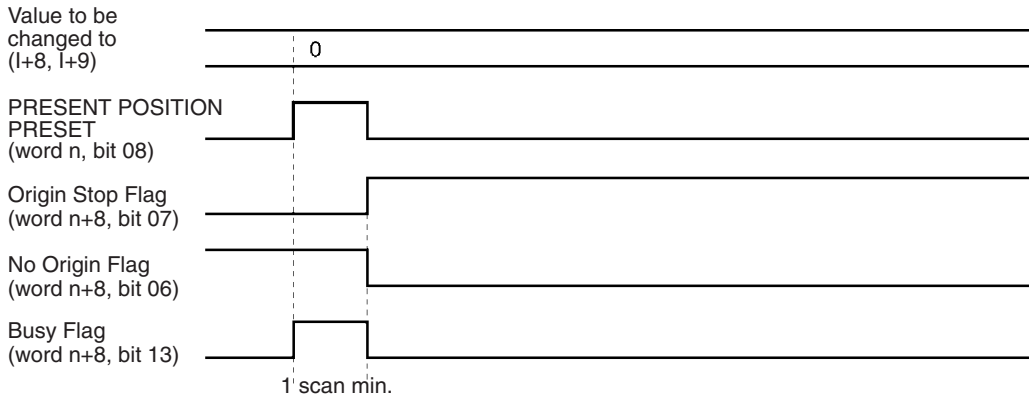 Value to be
changed to
(I+8, I+9)
0
PRESENT POSITION
PRESET
(word n, bit 08)
Origin Stop Flag
(word n+8, bit 07)
No Origin Flag
(word n+8, bit 06)
Busy Flag
(word n+8, bit 13)
1 scan min.